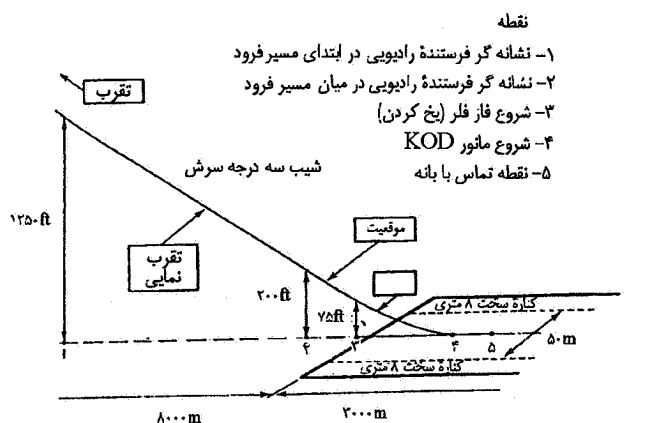 نقطه
۱- نشانه گر فرستندهٔ رادیویی در ابتدای مسیر فرود
۲- نشانه گر فرستندهٔ رادیویی در میان مسیر فرود
۳- شروع فاز فلر (یخ کردن)
۴- شروع مانور KOD
۵- نقطه تماس با بانه
تقرب
شیب سه درجه سرش
۱۲۵۰ft
موقعیت
تقرب
نمایی
۲۰۰ft
۷۵ft
۱
کنارهٔ سخت ۸ متری
۱
۲
۳
۴
۵
۵۰m
کنارهٔ سخت ۸ متری
۸۰۰۰m
۳۰۰۰m